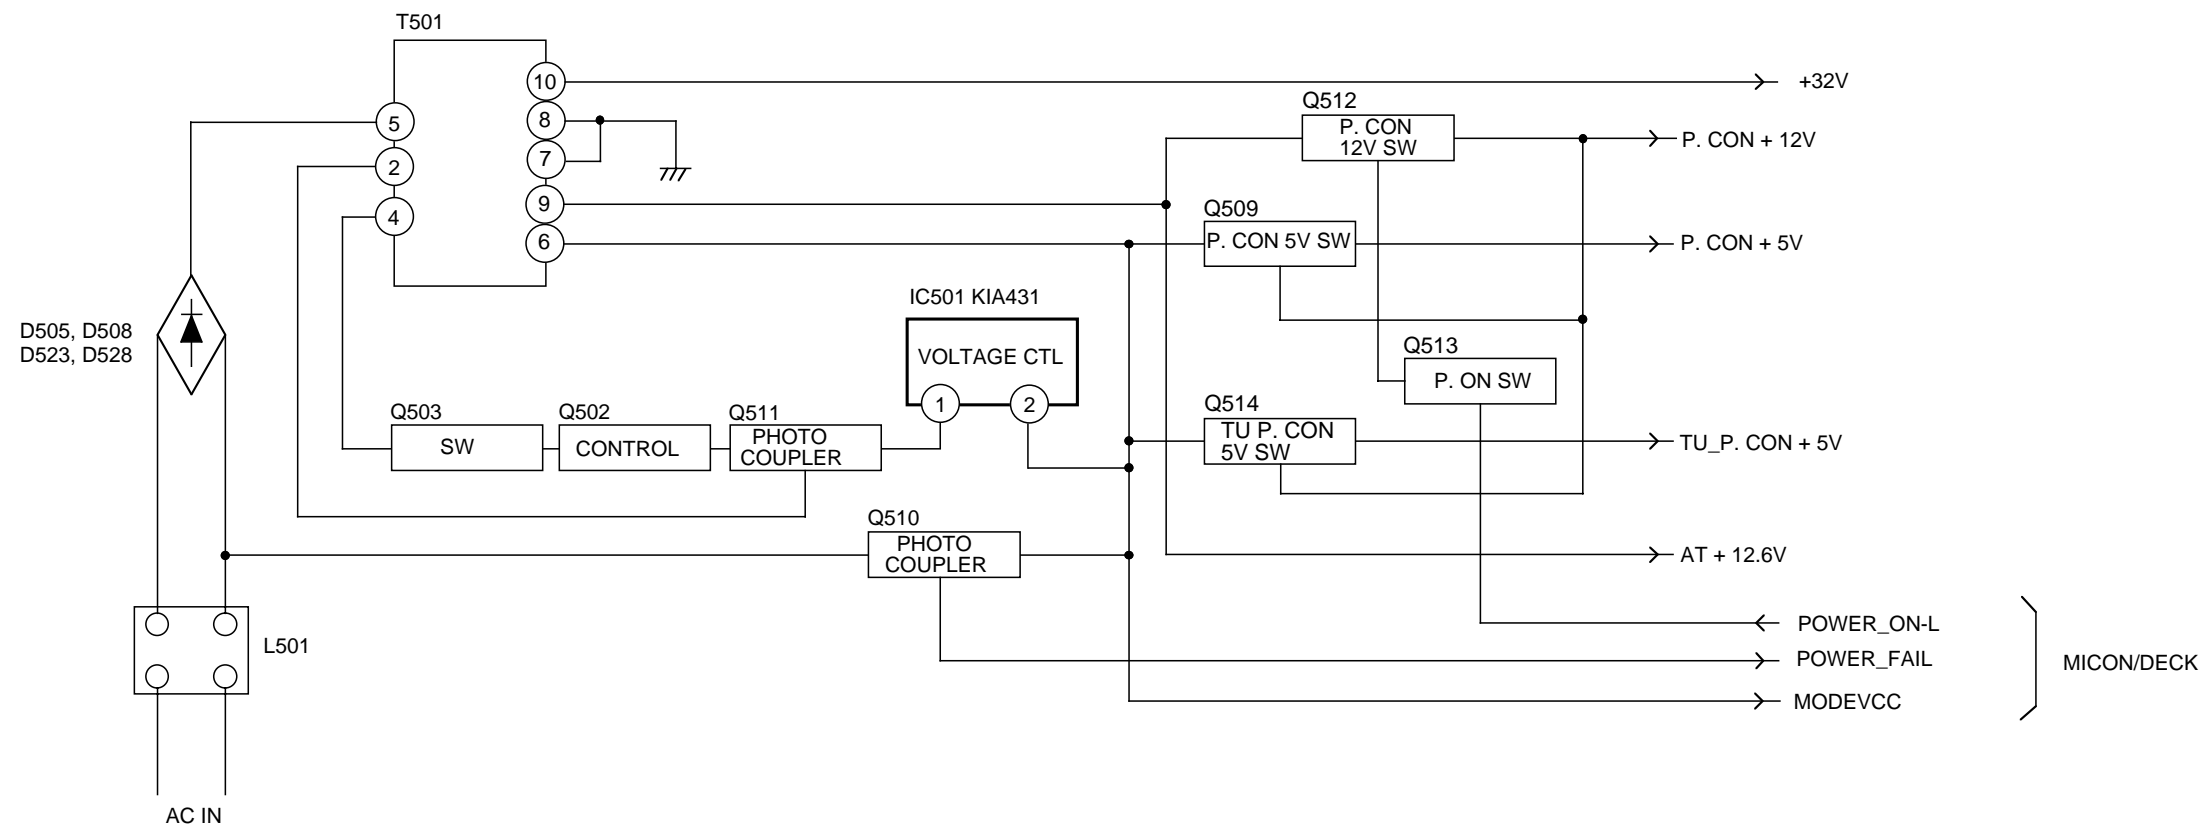 T501
10
+32V
5
8
Q512
P. CON
12V SW
P. CON + 12V
2
7
4
9
Q509
6
P. CON 5V SW
P. CON + 5V
IC501 KIA431
D505, D508
D523, D528
VOLTAGE CTL
1
2
Q513
P. ON SW
Q503
SW
Q502
CONTROL
Q511
PHOTO
COUPLER
Q514
TU P. CON
5V SW
TU_P. CON + 5V
Q510
PHOTO
COUPLER
AT + 12.6V
L501
POWER_ON-L
POWER_FAIL
MODEVCC
MICON/DECK
AC IN